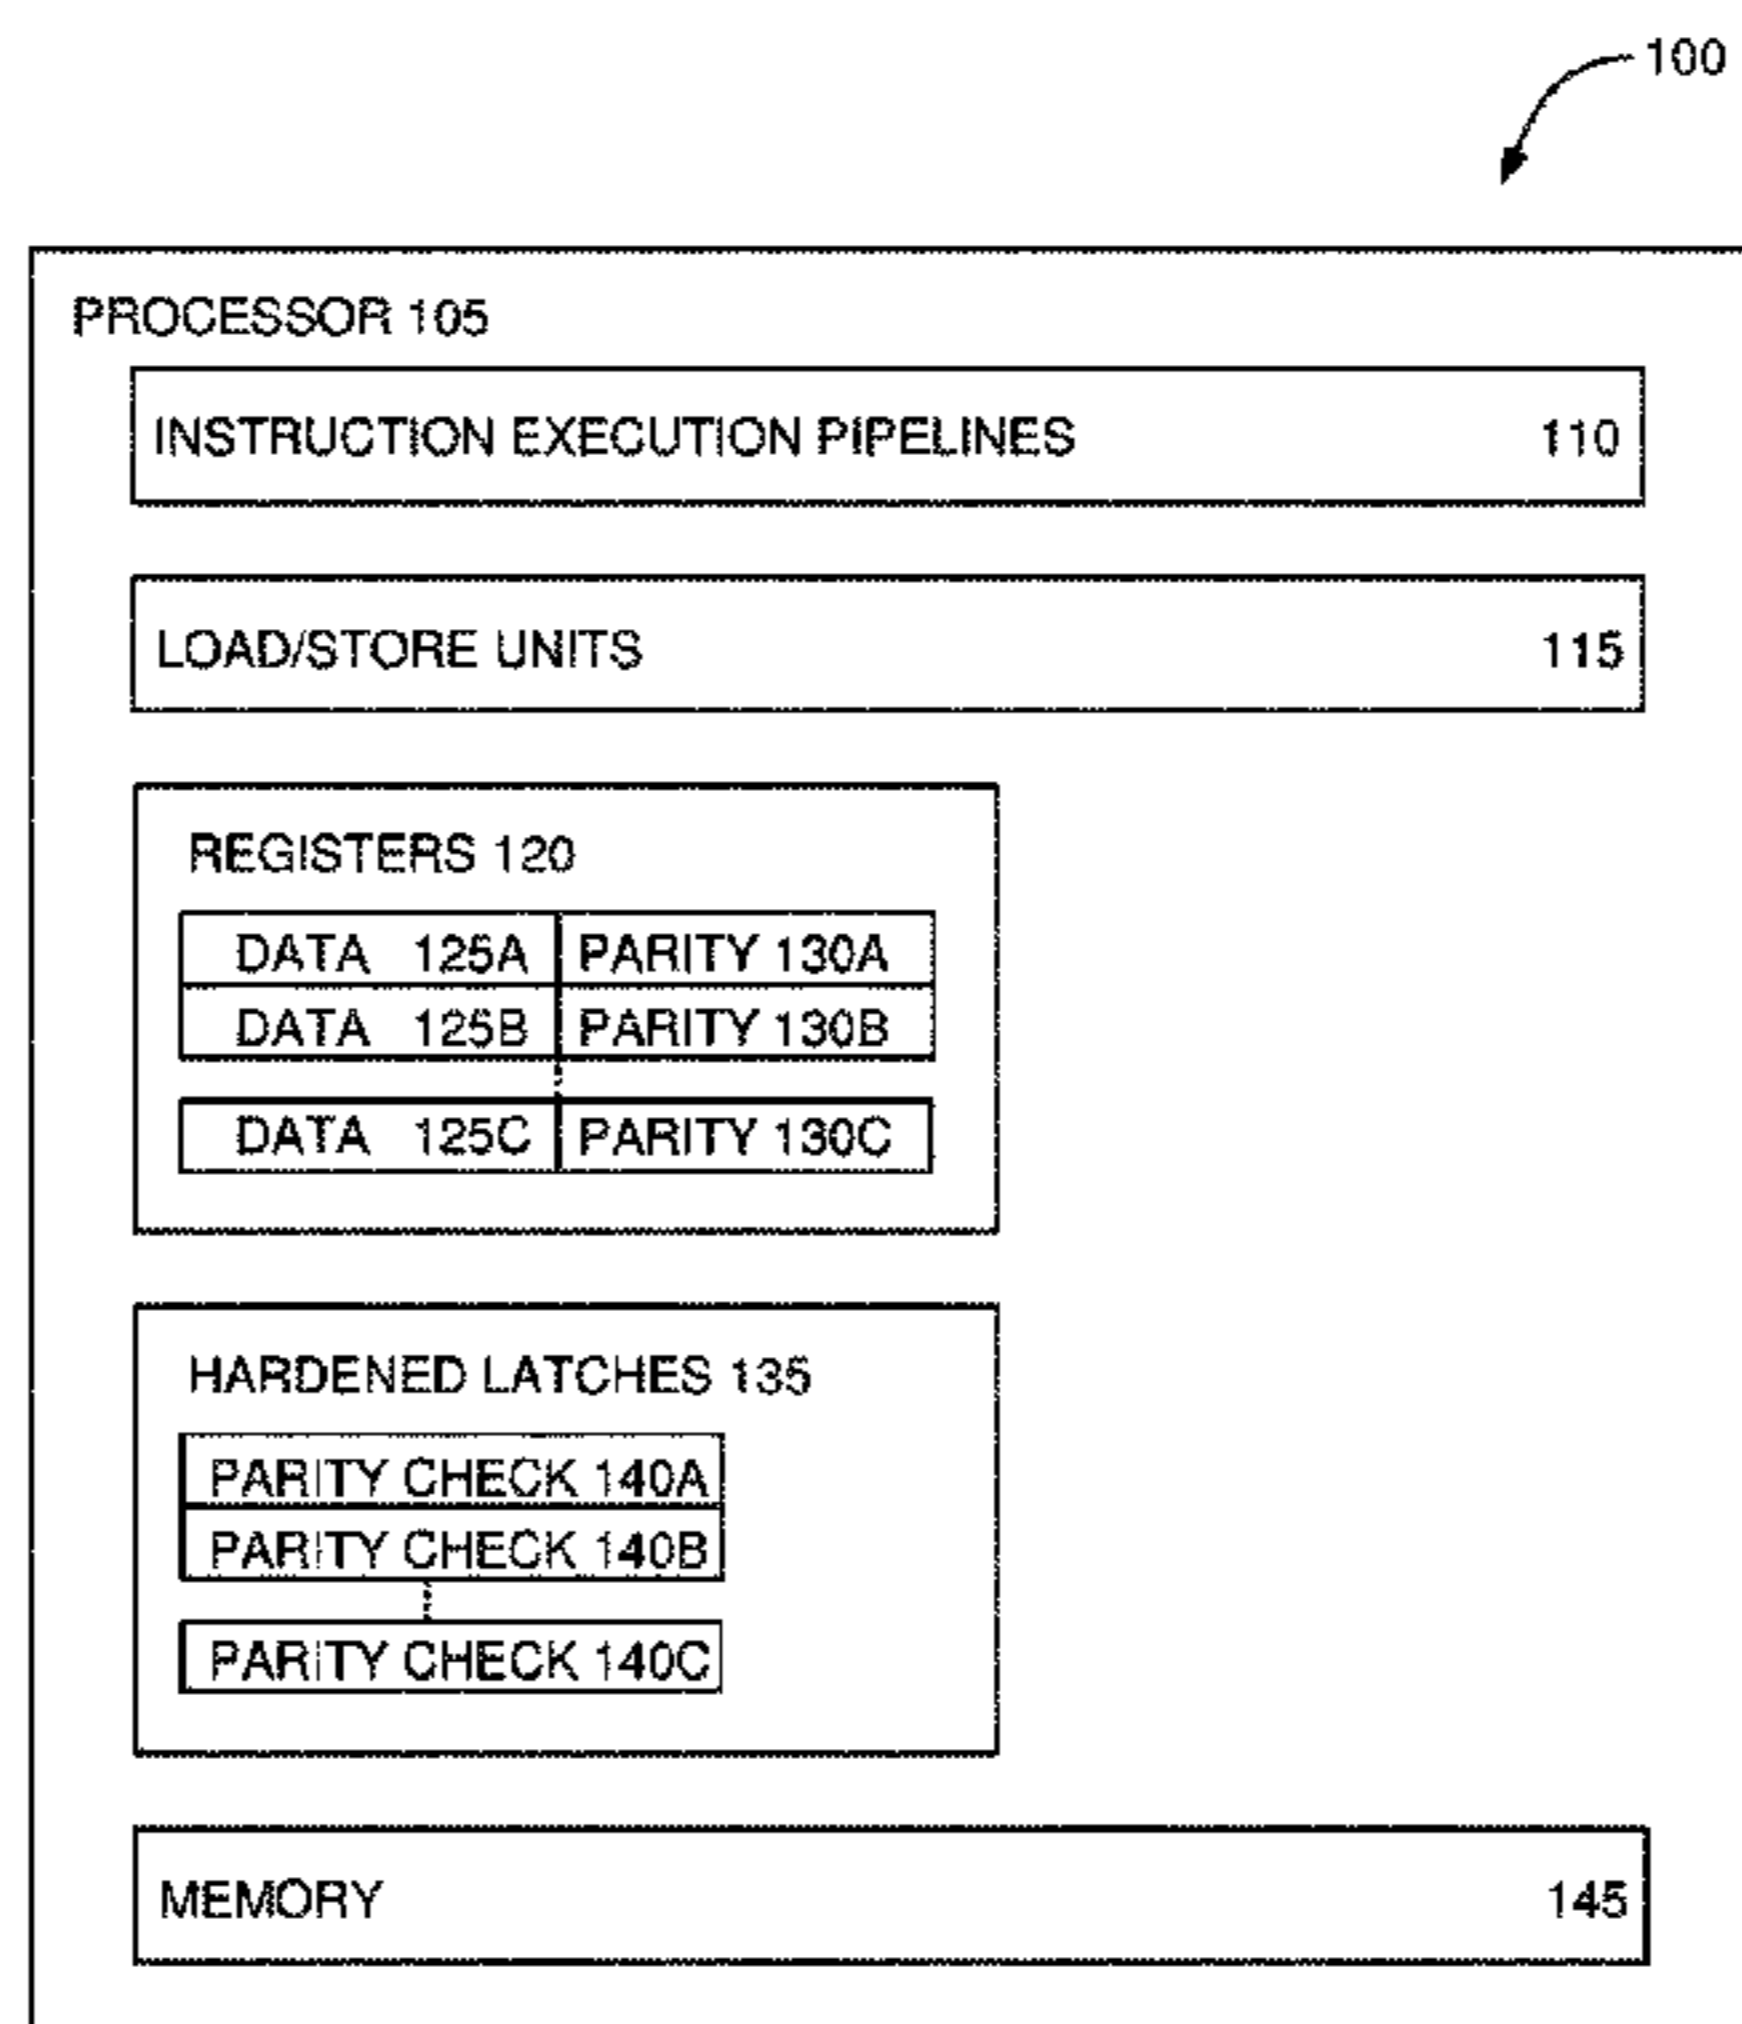 100
PROCESSOR 105
INSTRUCTION EXECUTION PIPELINES 110
LOAD/STORE UNITS 115
REGISTERS 120
DATA 125A PARITY 130A
DATA 125B PARITY 130B
DATA 125C PARITY 130C
HARDENED LATCHES 135
PARITY CHECK 140A
PARITY CHECK 140B
PARITY CHECK 140C
MEMORY 145